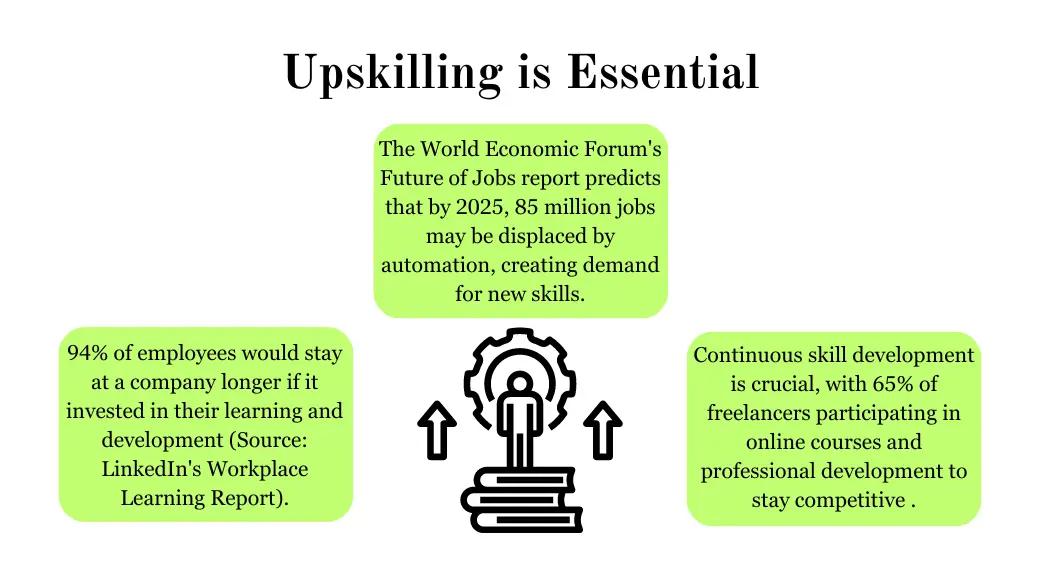 Upskilling is Essential
The World Economic Forum's
Future of Jobs report predicts
that by 2025, 85 million jobs
may be displaced by
automation, creating demand
for new skills.
94% of employees would stay
at a company longer if it
invested in their learning and
development (Source:
LinkedIn's Workplace
Learning Report).
Continuous skill development
is crucial, with 65% of
freelancers participating in
online courses and
professional development to
stay competitive .